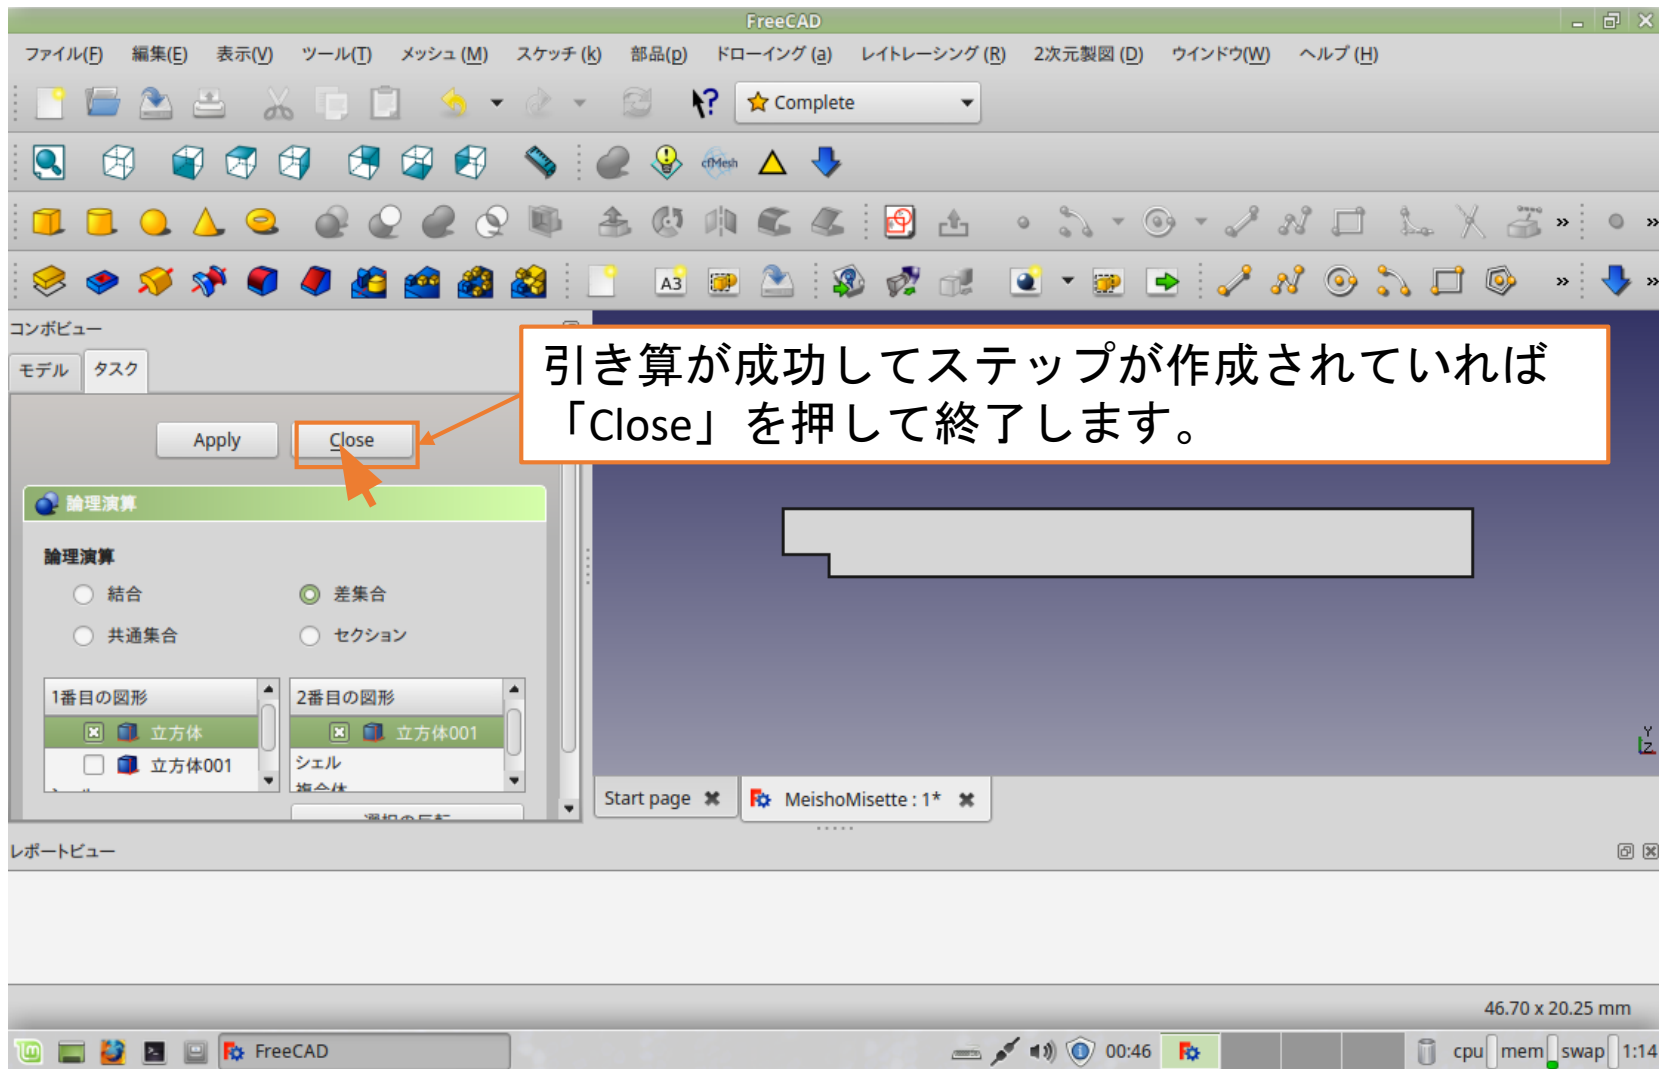 FreeCAD
ファイル(F) 編集(E) 表示(V) ツール(T) メッシュ(M) スケッチ(k) 部品(p) ドローイング(a) レイトレーシング(R) 2次元製図(D) ウインドウ(W) ヘルプ(H)
Complete
cfMesh
A3
コンボビュー
モデル タスク
引き算が成功してステップが作成されていれば
「Close」を押して終了します。
Apply Close
論理演算
論理演算
結合 差集合
共通集合 セクション
1番目の図形 2番目の図形
立方体 立方体001
立方体001 シェル
複合体
選択の反転
Y
Z
Start page MeishoMisette : 1*
レポートビュー
46.70 x 20.25 mm
FreeCAD 00:46 cpu mem swap 1:14